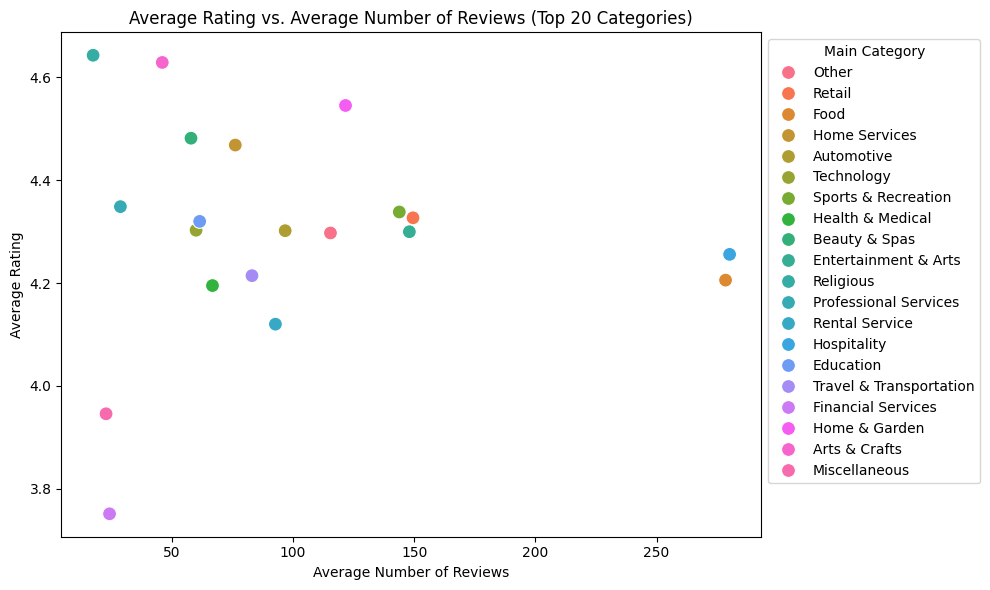 Average Rating vs. Average Number of Reviews (Top 20 Categories)
Average Rating
4.6
4.4
4.2
4.0
3.8
50 100 150 200 250
Average Number of Reviews
Main Category
Other
Retail
Food
Home Services
Automotive
Technology
Sports & Recreation
Health & Medical
Beauty & Spas
Entertainment & Arts
Religious
Professional Services
Rental Service
Hospitality
Education
Travel & Transportation
Financial Services
Home & Garden
Arts & Crafts
Miscellaneous